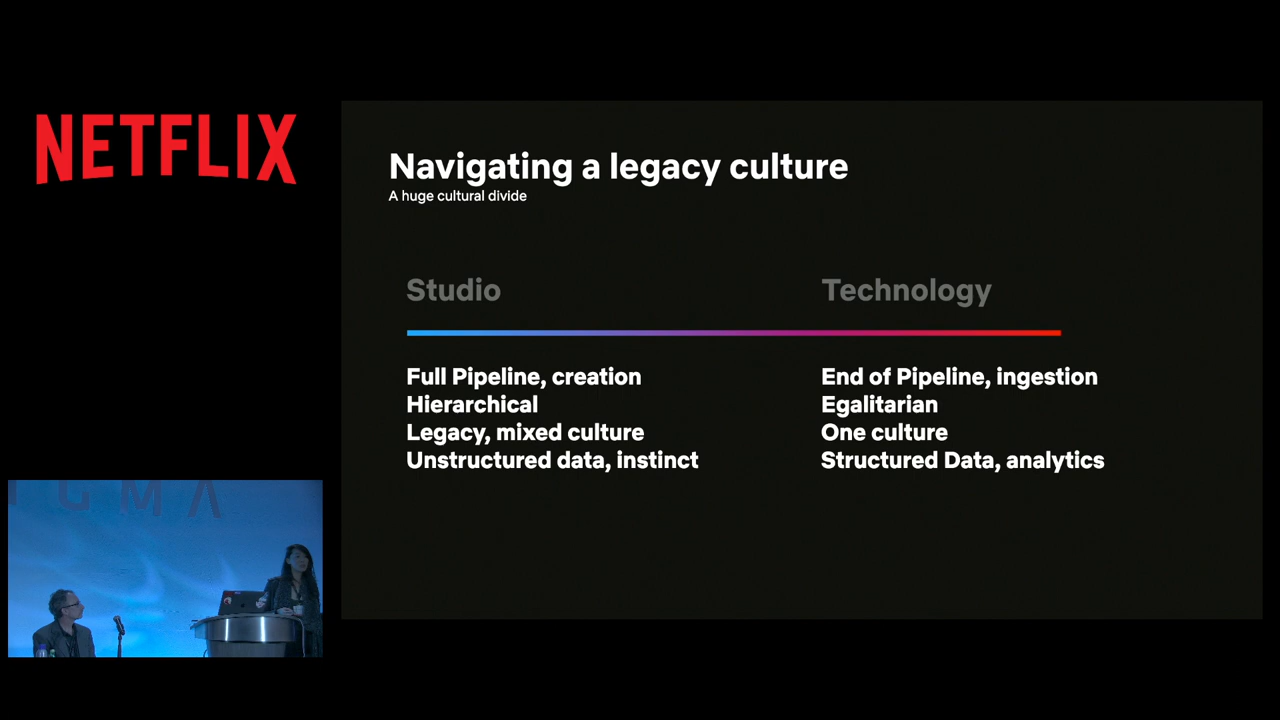 NETFLIX
Navigating a legacy culture
A huge cultural divide
Studio
Technology
Full Pipeline, creation
Hierarchical
Legacy, mixed culture
Unstructured data, instinct
End of Pipeline, ingestion
Egalitarian
One culture
Structured Data, analytics
IGMA